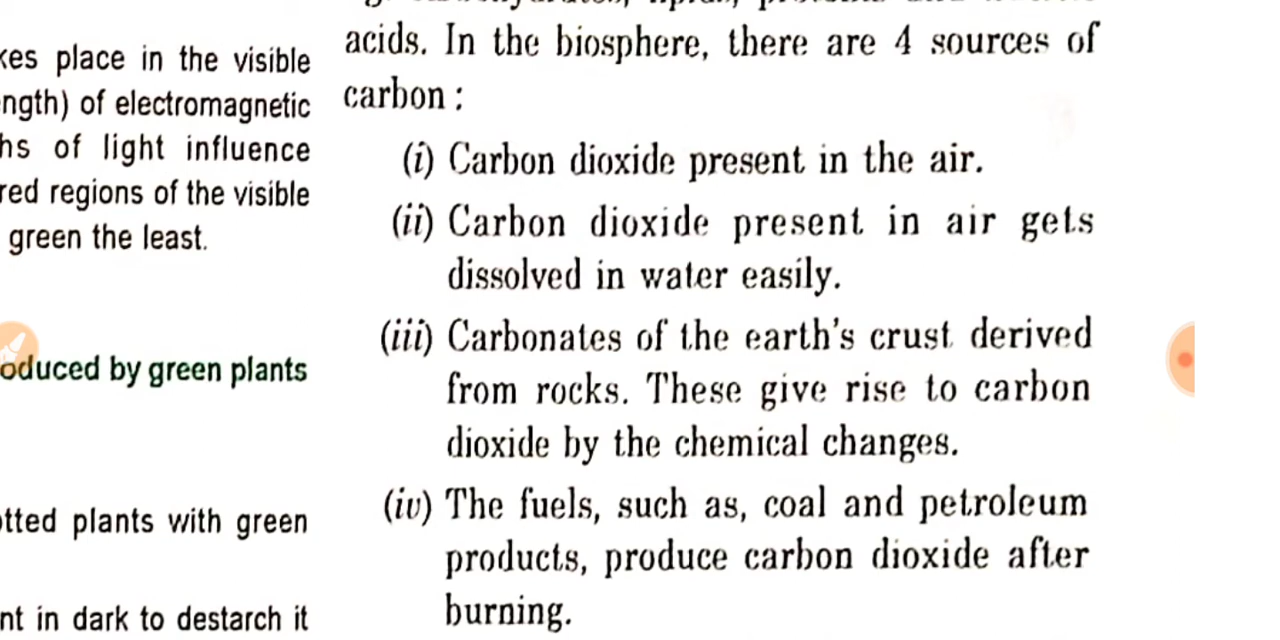 kes place in the visible
ngth) of electromagnetic
hs of light influence
red regions of the visible
green the least.
oduced by green plants
otted plants with green
nt in dark to destarch it
acids. In the biosphere, there are 4 sources of
carbon :
(i) Carbon dioxide present in the air.
(ii) Carbon dioxide present in air gets
dissolved in water easily.
(iii) Carbonates of the earth's crust derived
from rocks. These give rise to carbon
dioxide by the chemical changes.
(iv) The fuels, such as, coal and petroleum
products, produce carbon dioxide after
burning.